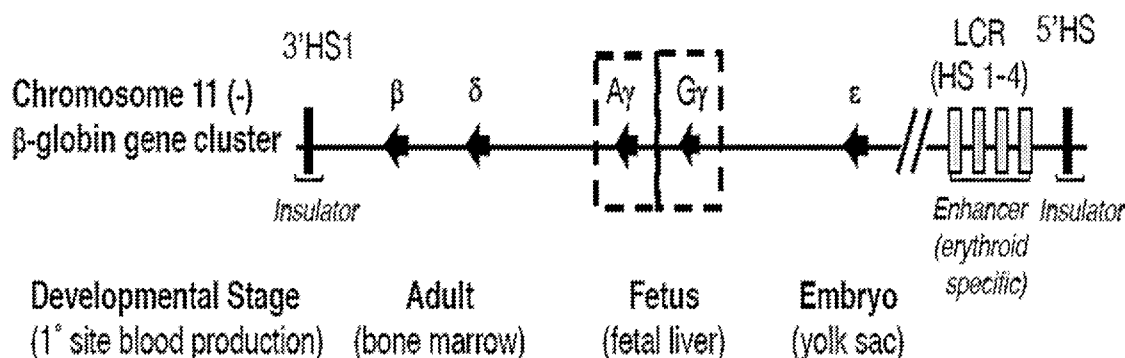 3'HS1
LCR
(HS 1-4)
5'HS
Chromosome 11 (-)
β-globin gene cluster
β
δ
Aγ
Gγ
ε
Insulator
Enhancer
(erythroid
specific)
Insulator
Developmental Stage
(1° site blood production)
Adult
(bone marrow)
Fetus
(fetal liver)
Embryo
(yolk sac)